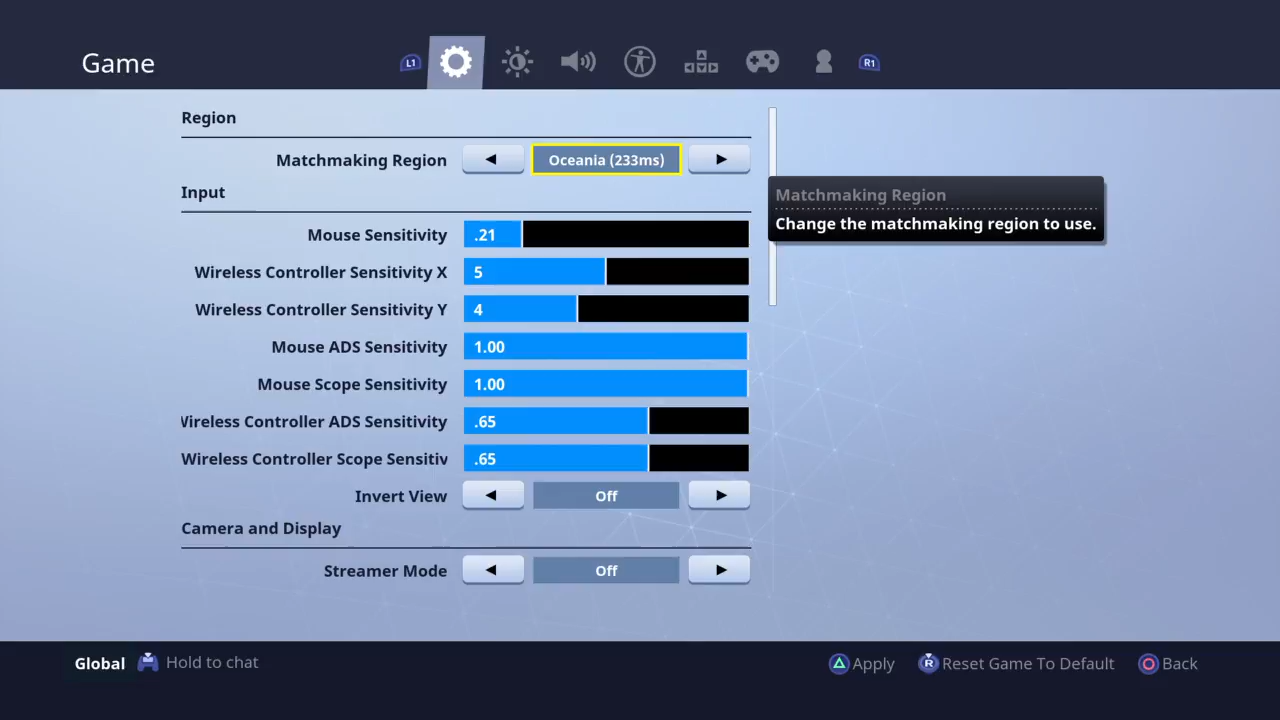 Game
L1
R1
Region
Matchmaking Region ◀ Oceania (233ms) ▶
Input
Matchmaking Region
Change the matchmaking region to use.
Mouse Sensitivity .21
Wireless Controller Sensitivity X 5
Wireless Controller Sensitivity Y 4
Mouse ADS Sensitivity 1.00
Mouse Scope Sensitivity 1.00
Wireless Controller ADS Sensitivity .65
Wireless Controller Scope Sensitiv .65
Invert View ◀ Off ▶
Camera and Display
Streamer Mode ◀ Off ▶
Global Hold to chat
Apply R Reset Game To Default Back